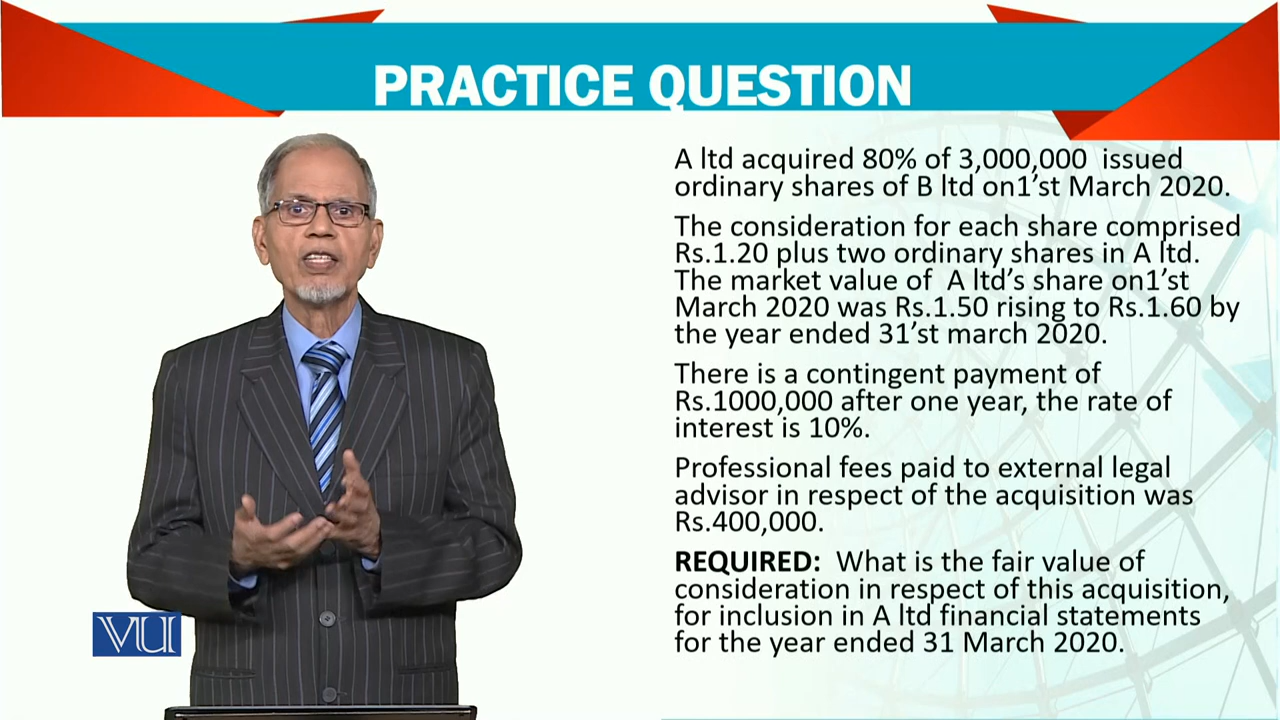 PRACTICE QUESTION
A ltd acquired 80% of 3,000,000 issued
ordinary shares of B ltd on1'st March 2020.
The consideration for each share comprised
Rs.1.20 plus two ordinary shares in A ltd.
The market value of A ltd's share on1'st
March 2020 was Rs.1.50 rising to Rs.1.60 by
the year ended 31'st march 2020.
There is a contingent payment of
Rs.1000,000 after one year, the rate of
interest is 10%.
Professional fees paid to external legal
advisor in respect of the acquisition was
Rs.400,000.
REQUIRED: What is the fair value of
consideration in respect of this acquisition,
for inclusion in A ltd financial statements
for the year ended 31 March 2020.
VU